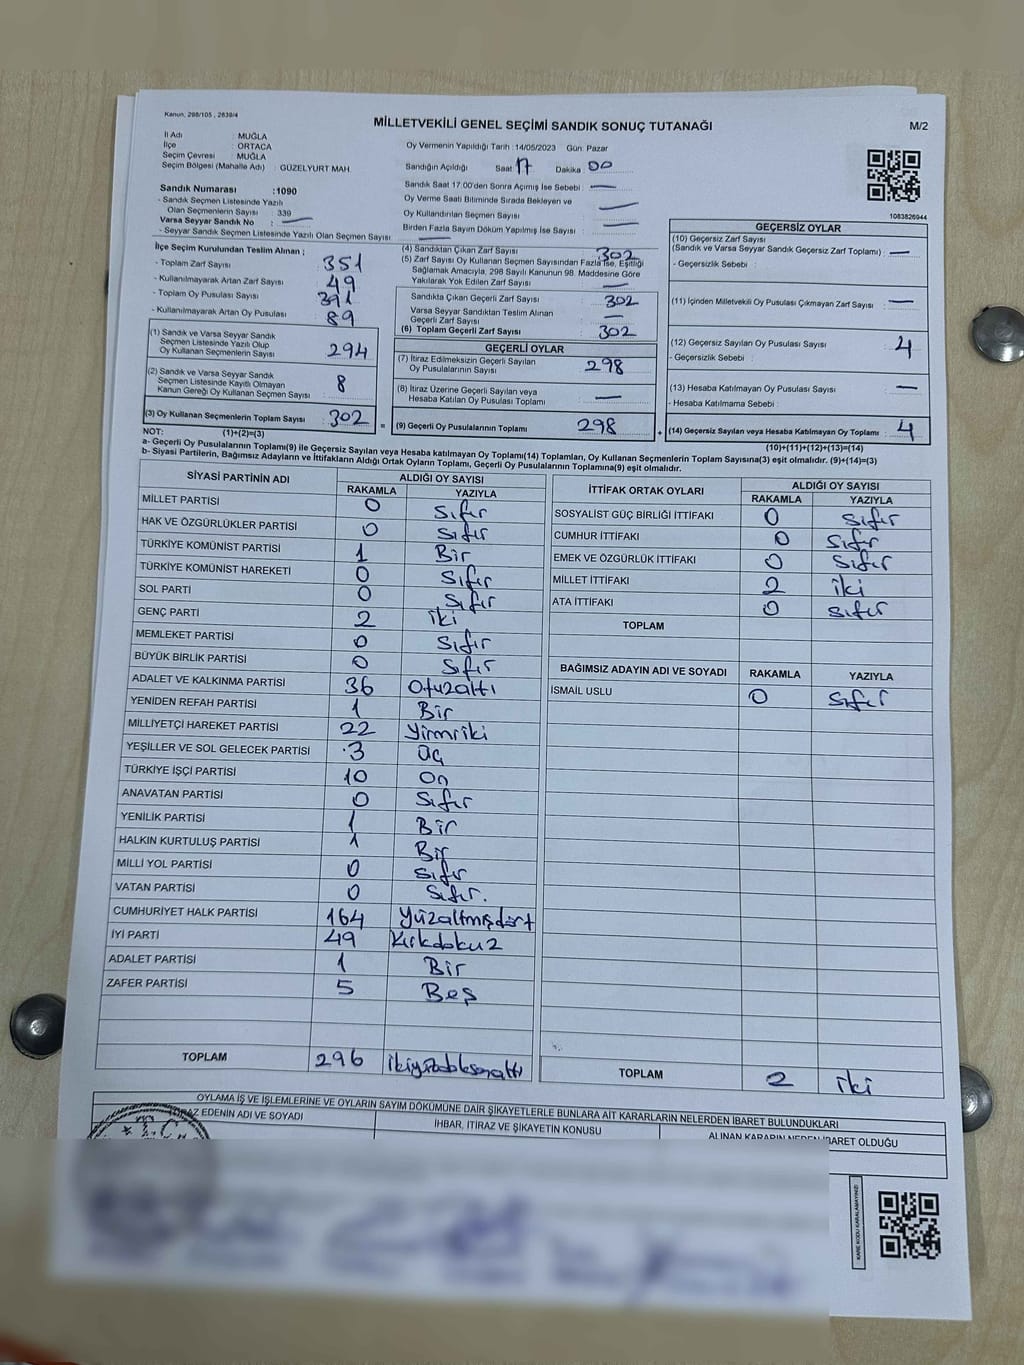 Kanun, 298/105 , 2839/4
MİLLETVEKİLİ GENEL SEÇİMİ SANDIK SONUÇ TUTANAĞI
M/2
İl Adı : MUĞLA
İlçe : ORTACA
Seçim Çevresi : MUĞLA
Seçim Bölgesi (Mahalle Adı) : GÜZELYURT MAH.
Sandık Numarası : 1090
- Sandık Seçmen Listesinde Yazılı
Olan Seçmenlerin Sayısı 339
Varsa Seyyar Sandık No : —
- Seyyar Sandık Seçmen Listesinde Yazılı Olan Seçmen Sayısı: —
Oy Vermenin Yapıldığı Tarih :14/05/2023 Gün: Pazar
Sandığın Açıldığı Saat 17 Dakika : 00
Sandık Saat 17.00'den Sonra Açımış İse Sebebi : —
Oy Verme Saati Bitiminde Sırada Bekleyen ve
Oy Kullandırılan Seçmen Sayısı : —
Birden Fazla Sayım Döküm Yapılmış İse Sayısı : —
1083826944
İlçe Seçim Kurulundan Teslim Alınan ;
- Toplam Zarf Sayısı : 351
- Kullanılmayarak Artan Zarf Sayısı : 49
- Toplam Oy Pusulası Sayısı : 391
- Kullanılmayarak Artan Oy Pusulası : 89
(1) Sandık ve Varsa Seyyar Sandık
Seçmen Listesinde Yazılı Olup
Oy Kullanan Seçmenlerin Sayısı : 294
(2) Sandık ve Varsa Seyyar Sandık
Seçmen Listesinde Kayıtlı Olmayan
Kanun Gereği Oy Kullanan Seçmen Sayısı : 8
(3) Oy Kullanan Seçmenlerin Toplam Sayısı : 302
(1)+(2)=(3)
(4) Sandıktan Çıkan Zarf Sayısı : 302
(5) Zarf Sayısı Oy Kullanan Seçmen Sayısından Fazla İse, Eşitliği
Sağlamak Amacıyla, 298 Sayılı Kanunun 98. Maddesine Göre
Yakılarak Yok Edilen Zarf Sayısı : —
Sandıkta Çıkan Geçerli Zarf Sayısı : 302
Varsa Seyyar Sandıktan Teslim Alınan
Geçerli Zarf Sayısı : —
(6) Toplam Geçerli Zarf Sayısı : 302
GEÇERLİ OYLAR
(7) İtiraz Edilmeksizin Geçerli Sayılan
Oy Pusulalarının Sayısı : 298
(8) İtiraz Üzerine Geçerli Sayılan veya
Hesaba Katılan Oy Pusulası Toplamı : —
= (9) Geçerli Oy Pusulalarının Toplamı : 298 +
GEÇERSİZ OYLAR
(10) Geçersiz Zarf Sayısı
(Sandık ve Varsa Seyyar Sandık Geçersiz Zarf Toplamı) : —
- Geçersizlik Sebebi :
(11) İçinden Milletvekili Oy Pusulası Çıkmayan Zarf Sayısı : —
(12) Geçersiz Sayılan Oy Pusulası Sayısı : 4
- Geçersizlik Sebebi :
(13) Hesaba Katılmayan Oy Pusulası Sayısı : —
- Hesaba Katılmama Sebebi :
(14) Geçersiz Sayılan veya Hesaba Katılmayan Oy Toplamı : 4
(10)+(11)+(12)+(13)=(14)
NOT:
a- Geçerli Oy Pusulalarının Toplamı(9) ile Geçersiz Sayılan veya Hesaba katılmayan Oy Toplamı(14) Toplamları, Oy Kullanan Seçmenlerin Toplam Sayısına(3) eşit olmalıdır. (9)+(14)=(3)
b- Siyasi Partilerin, Bağımsız Adayların ve İttifakların Aldığı Ortak Oyların Toplamı, Geçerli Oy Pusulalarının Toplamına(9) eşit olmalıdır.
SİYASİ PARTİNİN ADI ALDIĞI OY SAYISI
RAKAMLA YAZIYLA
MİLLET PARTİSİ 0 Sıfır
HAK VE ÖZGÜRLÜKLER PARTİSİ 0 Sıfır
TÜRKİYE KOMÜNİST PARTİSİ 1 Bir
TÜRKİYE KOMÜNİST HAREKETİ 0 Sıfır
SOL PARTİ 0 Sıfır
GENÇ PARTİ 2 İki
MEMLEKET PARTİSİ 0 Sıfır
BÜYÜK BİRLİK PARTİSİ 0 Sıfır
ADALET VE KALKINMA PARTİSİ 36 Otuzaltı
YENİDEN REFAH PARTİSİ 1 Bir
MİLLİYETÇİ HAREKET PARTİSİ 22 Yirmiiki
YEŞİLLER VE SOL GELECEK PARTİSİ 3 Üç
TÜRKİYE İŞÇİ PARTİSİ 10 On
ANAVATAN PARTİSİ 0 Sıfır
YENİLİK PARTİSİ 1 Bir
HALKIN KURTULUŞ PARTİSİ 1 Bir
MİLLİ YOL PARTİSİ 0 Sıfır
VATAN PARTİSİ 0 Sıfır.
CUMHURİYET HALK PARTİSİ 164 Yüzaltmışdört
İYİ PARTİ 49 Kırkdokuz
ADALET PARTİSİ 1 Bir
ZAFER PARTİSİ 5 Beş
TOPLAM 296 ikiyüzdoksanaltı
İTTİFAK ORTAK OYLARI ALDIĞI OY SAYISI
RAKAMLA YAZIYLA
SOSYALİST GÜÇ BİRLİĞİ İTTİFAKI 0 Sıfır
CUMHUR İTTİFAKI 0 Sıfır
EMEK VE ÖZGÜRLÜK İTTİFAKI 0 Sıfır
MİLLET İTTİFAKI 2 İki
ATA İTTİFAKI 0 Sıfır
TOPLAM
BAĞIMSIZ ADAYIN ADI VE SOYADI RAKAMLA YAZIYLA
İSMAİL USLU 0 Sıfır
TOPLAM 2 İki
OYLAMA İŞ VE İŞLEMLERİNE VE OYLARIN SAYIM DÖKÜMÜNE DAİR ŞİKAYETLERLE BUNLARA AİT KARARLARIN NELERDEN İBARET BULUNDUKLARI
EDENİN ADI VE SOYADI İHBAR, İTİRAZ VE ŞİKAYETİN KONUSU ALINAN KARARIN NEDEN İBARET OLDUĞU
T.C.
KARE KODU KARALAMAYINIZ!